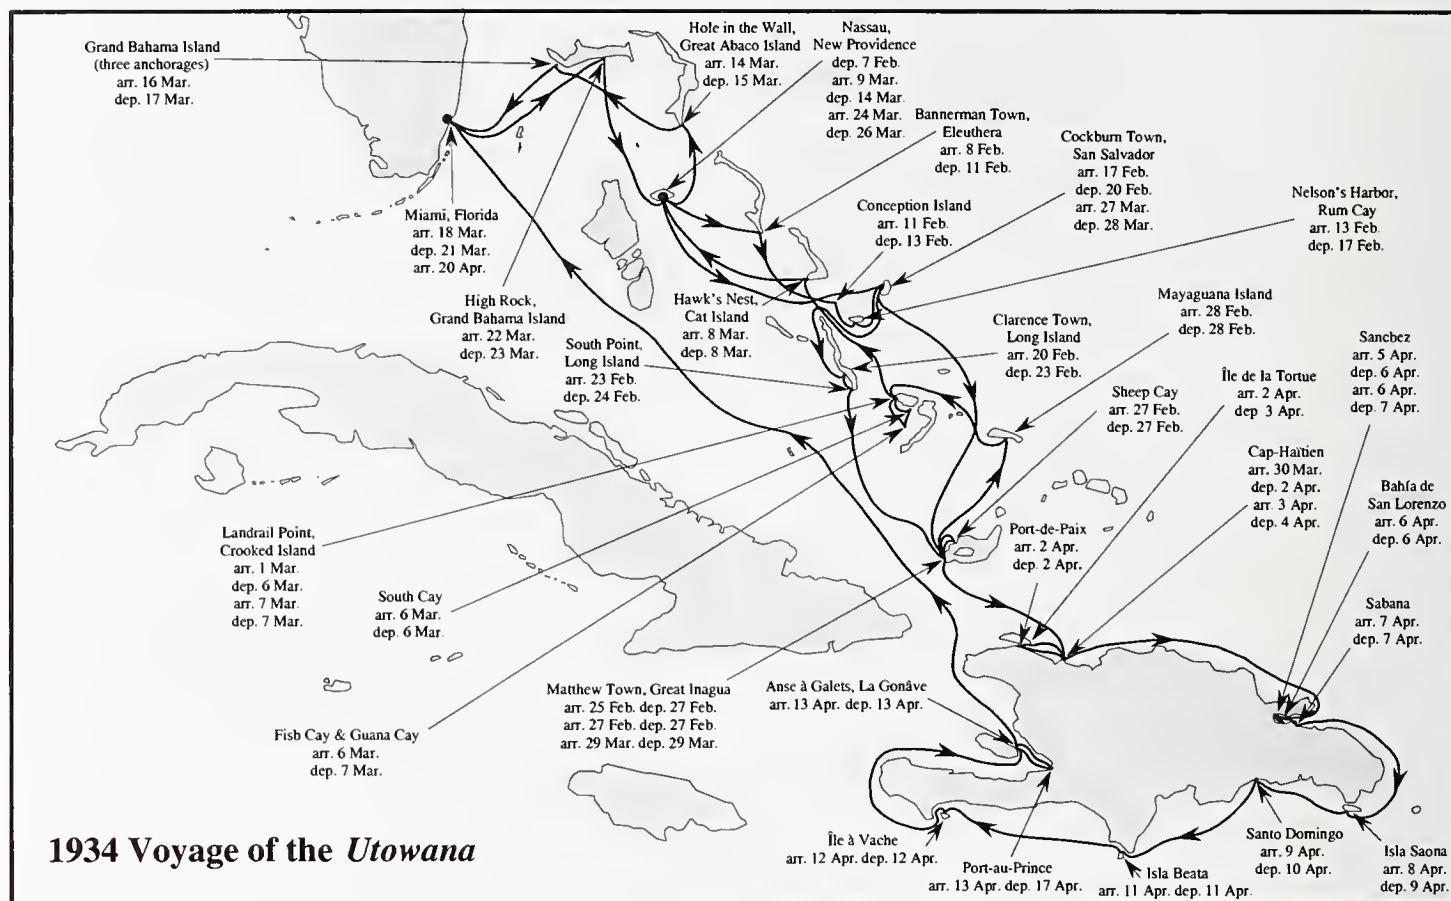 Grand Bahama Island
(three anchorages)
arr. 16 Mar.
dep. 17 Mar.
Hole in the Wall,
Great Abaco Island
arr. 14 Mar.
dep. 15 Mar.
Nassau,
New Providence
dep. 7 Feb.
arr. 9 Mar.
dep. 14 Mar.
arr. 24 Mar.
dep. 26 Mar.
Bannerman Town,
Eleuthera
arr. 8 Feb.
dep. 11 Feb.
Cockburn Town,
San Salvador
arr. 17 Feb.
dep. 20 Feb.
arr. 27 Mar.
dep. 28 Mar.
Nelson's Harbor,
Rum Cay
arr. 13 Feb.
dep. 17 Feb.
Conception Island
arr. 11 Feb.
dep. 13 Feb.
Miami, Florida
arr. 18 Mar.
dep. 21 Mar.
arr. 20 Apr.
High Rock,
Grand Bahama Island
arr. 22 Mar.
dep. 23 Mar.
Hawk's Nest,
Cat Island
arr. 8 Mar.
dep. 8 Mar.
South Point,
Long Island
arr. 23 Feb.
dep. 24 Feb.
Clarence Town,
Long Island
arr. 20 Feb.
dep. 23 Feb.
Mayaguana Island
arr. 28 Feb.
dep. 28 Feb.
Sheep Cay
arr. 27 Feb.
dep. 27 Feb.
Île de la Tortue
arr. 2 Apr.
dep 3 Apr.
Sanchez
arr. 5 Apr.
dep. 6 Apr.
arr. 6 Apr.
dep. 7 Apr.
Cap-Haïtien
arr. 30 Mar.
dep. 2 Apr.
arr. 3 Apr.
dep. 4 Apr.
Bahía de
San Lorenzo
arr. 6 Apr.
dep. 6 Apr.
Sabana
arr. 7 Apr.
dep. 7 Apr.
Landrail Point,
Crooked Island
arr. 1 Mar.
dep. 6 Mar.
arr. 7 Mar.
dep. 7 Mar.
South Cay
arr. 6 Mar.
dep. 6 Mar.
Port-de-Paix
arr. 2 Apr.
dep. 2 Apr.
Fish Cay & Guana Cay
arr. 6 Mar.
dep. 7 Mar.
Matthew Town, Great Inagua
arr. 25 Feb. dep. 27 Feb.
arr. 27 Feb. dep. 27 Feb.
arr. 29 Mar. dep. 29 Mar.
Anse à Galets, La Gonâve
arr. 13 Apr. dep. 13 Apr.
Île à Vache
arr. 12 Apr. dep. 12 Apr.
Port-au-Prince
arr. 13 Apr. dep. 17 Apr.
Isla Beata
arr. 11 Apr. dep. 11 Apr.
Santo Domingo
arr. 9 Apr.
dep. 10 Apr.
Isla Saona
arr. 8 Apr.
dep. 9 Apr.
1934 Voyage of the Utowana